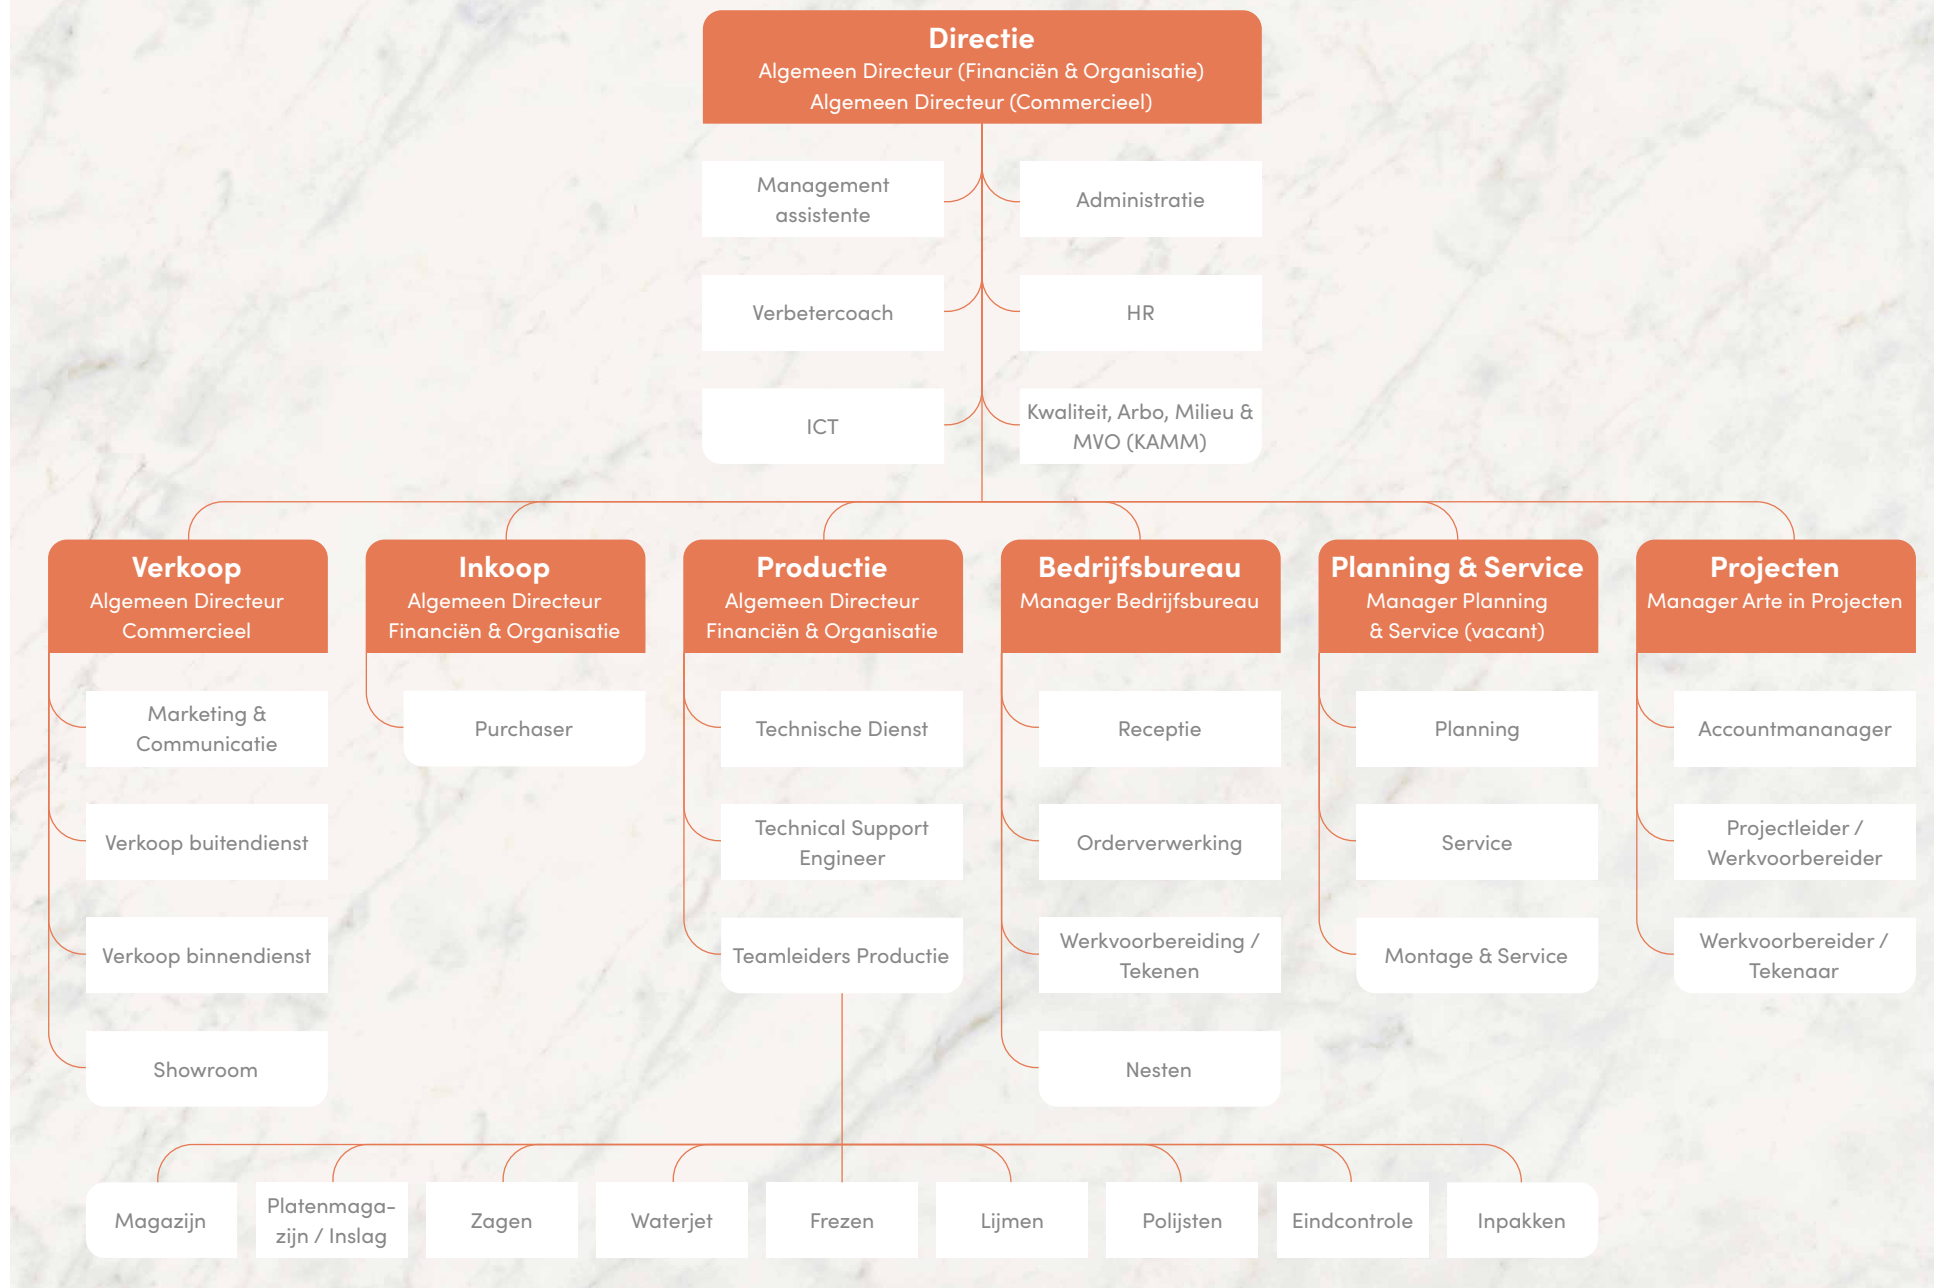 Directie
Algemeen Directeur (Financiën & Organisatie)
Algemeen Directeur (Commercieel)
Management
assistente
Administratie
Verbetercoach
HR
ICT
Kwaliteit, Arbo, Milieu &
MVO (KAMM)
Verkoop
Algemeen Directeur
Commercieel
Marketing &
Communicatie
Verkoop buitendienst
Verkoop binnendienst
Showroom
Inkoop
Algemeen Directeur
Financiën & Organisatie
Purchaser
Productie
Algemeen Directeur
Financiën & Organisatie
Technische Dienst
Technical Support
Engineer
Teamleiders Productie
Bedrijfsbureau
Manager Bedrijfsbureau
Receptie
Orderverwerking
Werkvoorbereiding /
Tekenen
Nesten
Planning & Service
Manager Planning
& Service (vacant)
Planning
Service
Montage & Service
Projecten
Manager Arte in Projecten
Accountmananager
Projectleider /
Werkvoorbereider
Werkvoorbereider /
Tekenaar
Magazijn
Platenmaga-
zijn / Inslag
Zagen
Waterjet
Frezen
Lijmen
Polijsten
Eindcontrole
Inpakken